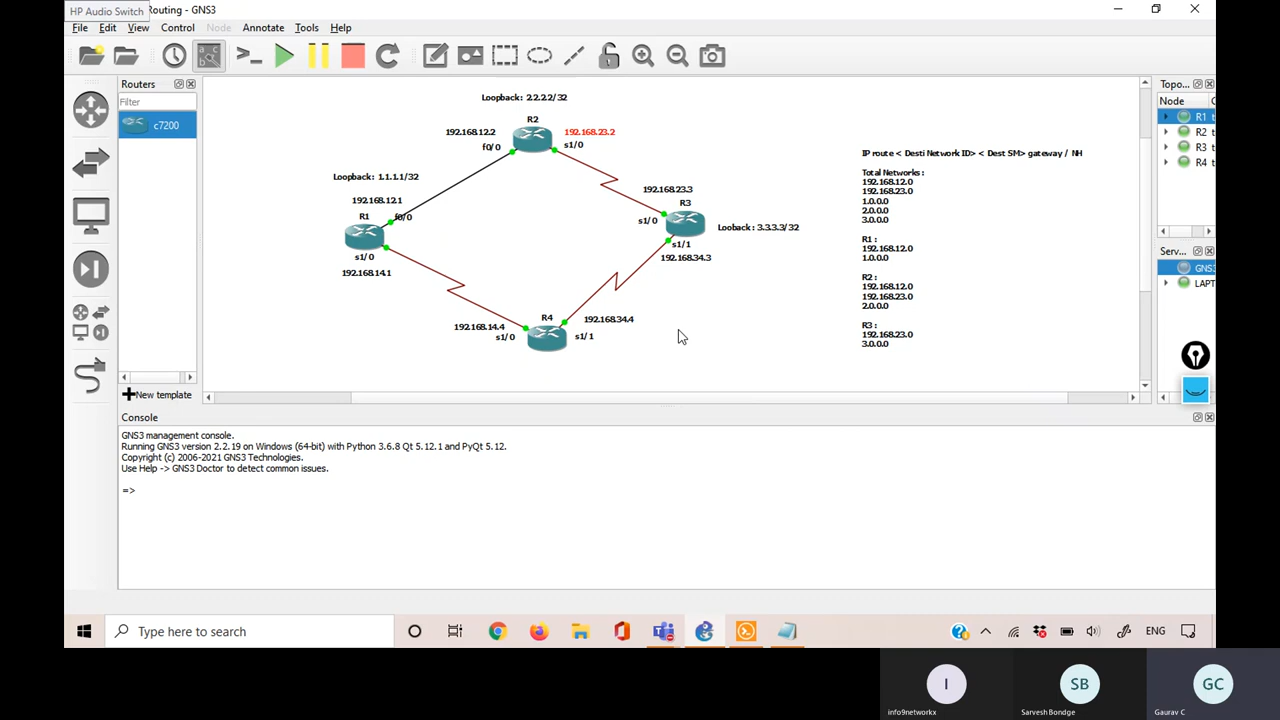 HP Audio Switch
Routing - GNS3
File Edit View Control Node Annotate Tools Help
Routers
Filter
c7200
New template
Loopback : 2.2.2.2/32
R2
192.168.12.2
192.168.23.2
f0/0
s1/0
Loopback : 1.1.1.1/32
192.168.12.1
R1
f0/0
s1/0
192.168.14.1
192.168.23.3
R3
s1/0
Looback : 3.3.3.3/32
s1/1
192.168.34.3
R4
192.168.34.4
192.168.14.4
s1/0
s1/1
IP route < Desti Network ID> < Dest SM> gateway / NH
Total Networks :
192.168.12.0
192.168.23.0
1.0.0.0
2.0.0.0
3.0.0.0
R1 :
192.168.12.0
1.0.0.0
R2 :
192.168.12.0
192.168.23.0
2.0.0.0
R3 :
192.168.23.0
3.0.0.0
Topo...
Node
R1 t
R2 t
R3 t
R4 t
Serv...
GNS3
LAPT
Console
GNS3 management console.
Running GNS3 version 2.2.19 on Windows (64-bit) with Python 3.6.8 Qt 5.12.1 and PyQt 5.12.
Copyright (c) 2006-2021 GNS3 Technologies.
Use Help -> GNS3 Doctor to detect common issues.
=>
Type here to search
ENG
I
SB
GC
info9networkx
Sarvesh Bondge
Gaurav C